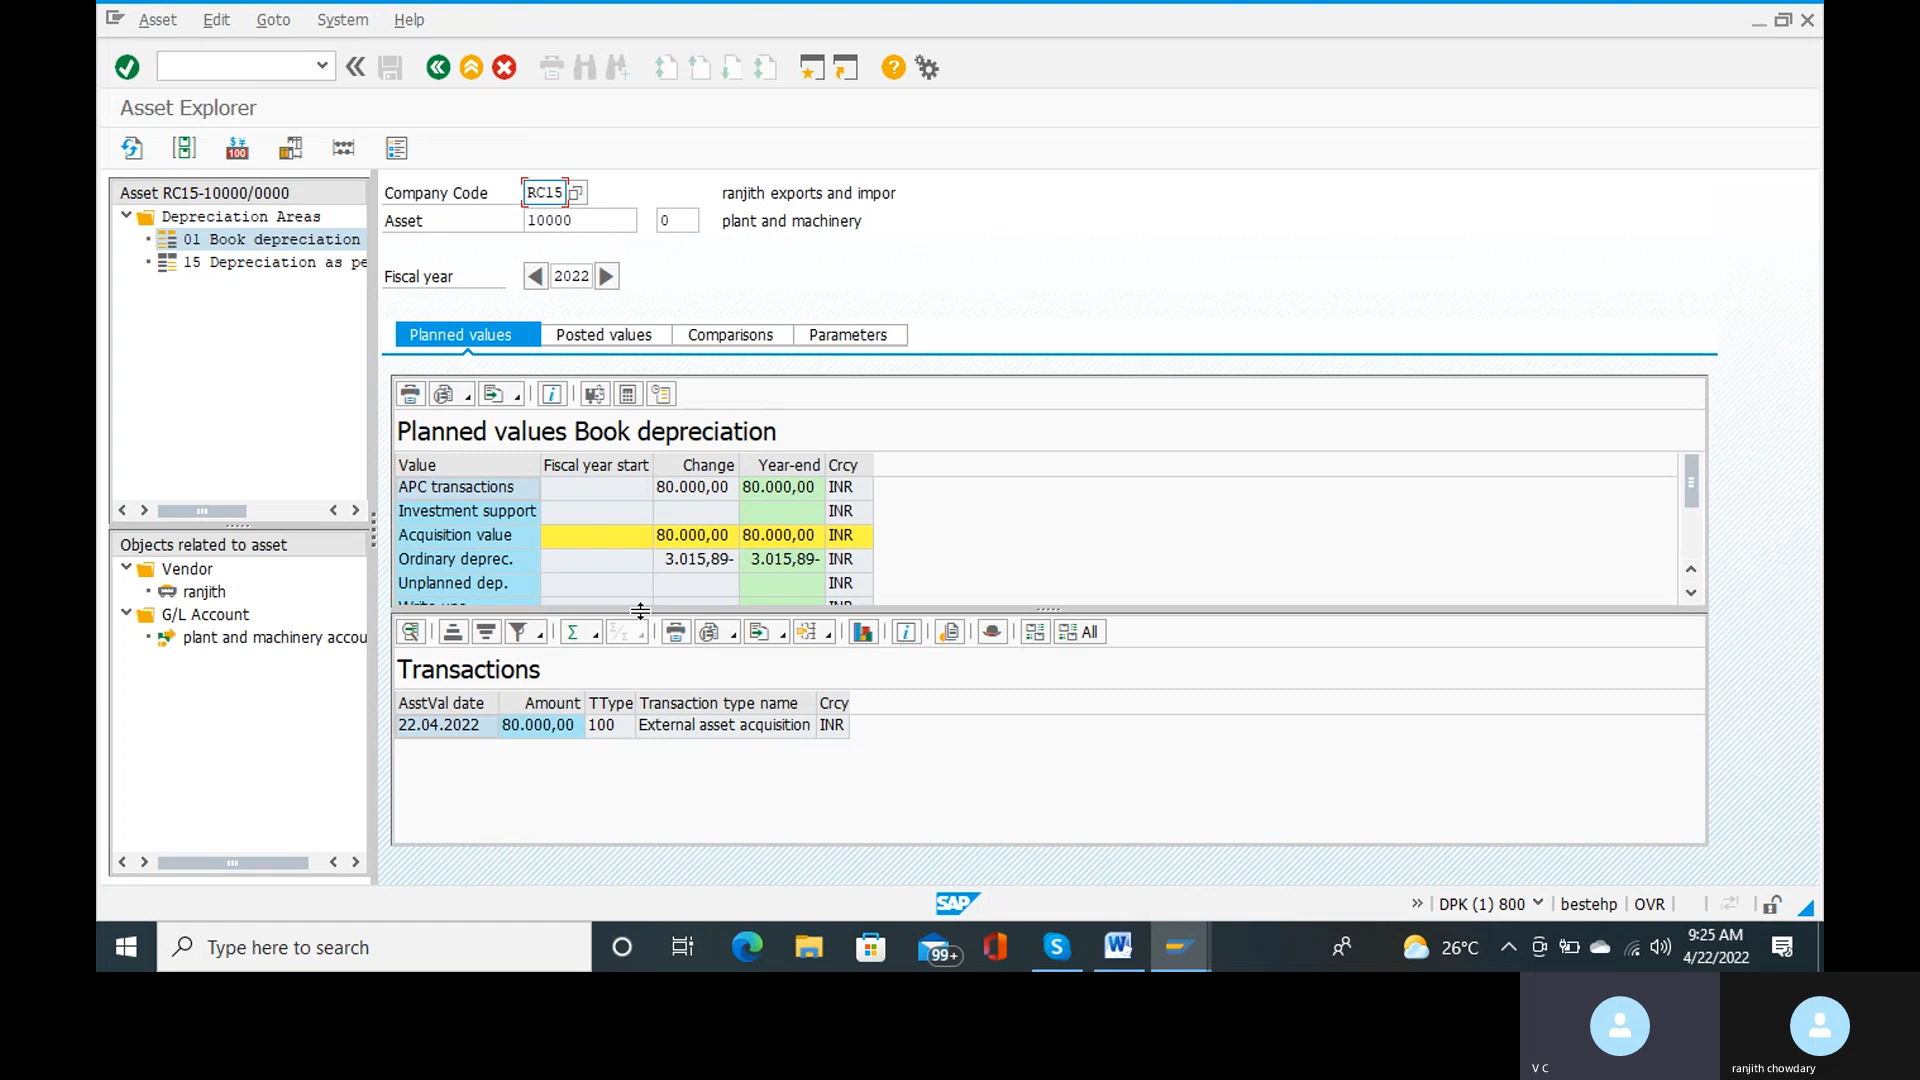 Asset Edit Goto System Help
Asset Explorer
$ ¥
100
Asset RC15-10000/0000
Depreciation Areas
01 Book depreciation
15 Depreciation as pe
Company Code RC15 ranjith exports and impor
Asset 10000 0 plant and machinery
Fiscal year 2022
Planned values Posted values Comparisons Parameters
Planned values Book depreciation
Value Fiscal year start Change Year-end Crcy
APC transactions 80.000,00 80.000,00 INR
Investment support INR
Acquisition value 80.000,00 80.000,00 INR
Ordinary deprec. 3.015,89- 3.015,89- INR
Unplanned dep. INR
Objects related to asset
Vendor
ranjith
G/L Account
plant and machinery accou
All
Transactions
AsstVal date Amount TType Transaction type name Crcy
22.04.2022 80.000,00 100 External asset acquisition INR
SAP
DPK (1) 800 bestehp OVR
Type here to search
99+
26°C
9:25 AM
4/22/2022
V C
ranjith chowdary